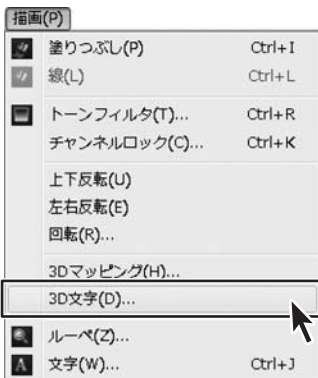 描画(P)
塗りつぶし(P) Ctrl+I
線(L) Ctrl+L
トーンフィルタ(T)... Ctrl+R
チャンネルロック(C)... Ctrl+K
上下反転(U)
左右反転(E)
回転(R)...
3Dマッピング(H)...
3D文字(D)...
ルーペ(Z)...
A 文字(W)... Ctrl+J